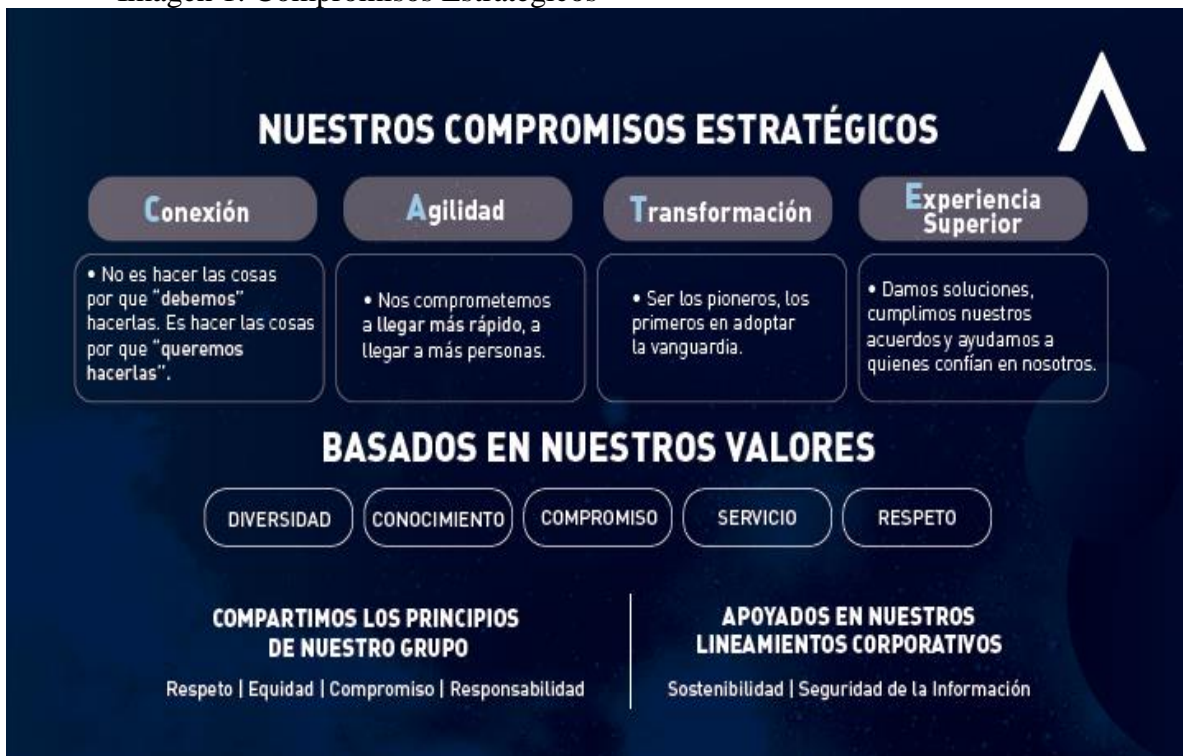 Imagen 1: Compromisos Estratégicos
NUESTROS COMPROMISOS ESTRATÉGICOS
Conexión
• No es hacer las cosas
por que "debemos"
hacerlas. Es hacer las cosas
por que "queremos
hacerlas".
Agilidad
• Nos comprometemos
a llegar más rápido, a
llegar a más personas.
Transformación
• Ser los pioneros, los
primeros en adoptar
la vanguardia.
Experiencia
Superior
• Damos soluciones,
cumplimos nuestros
acuerdos y ayudamos a
quienes confían en nosotros.
BASADOS EN NUESTROS VALORES
DIVERSIDAD
CONOCIMIENTO
COMPROMISO
SERVICIO
RESPETO
COMPARTIMOS LOS PRINCIPIOS
DE NUESTRO GRUPO
Respeto | Equidad | Compromiso | Responsabilidad
APOYADOS EN NUESTROS
LINEAMIENTOS CORPORATIVOS
Sostenibilidad | Seguridad de la Información